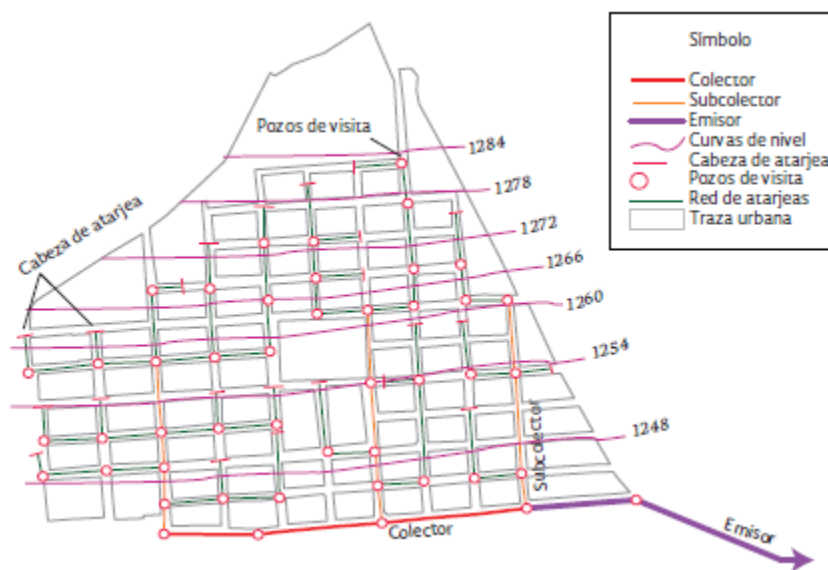 Símbolo
Colector
Subcolector
Emisor
Curvas de nivel
Cabeza de atarjea
Pozos de visita
Red de atarjeas
Traza urbana
Pozos de visita
1284
1278
Cabeza de atarjea
1272
1266
1260
1254
1248
Subcolector
Colector
Emisor